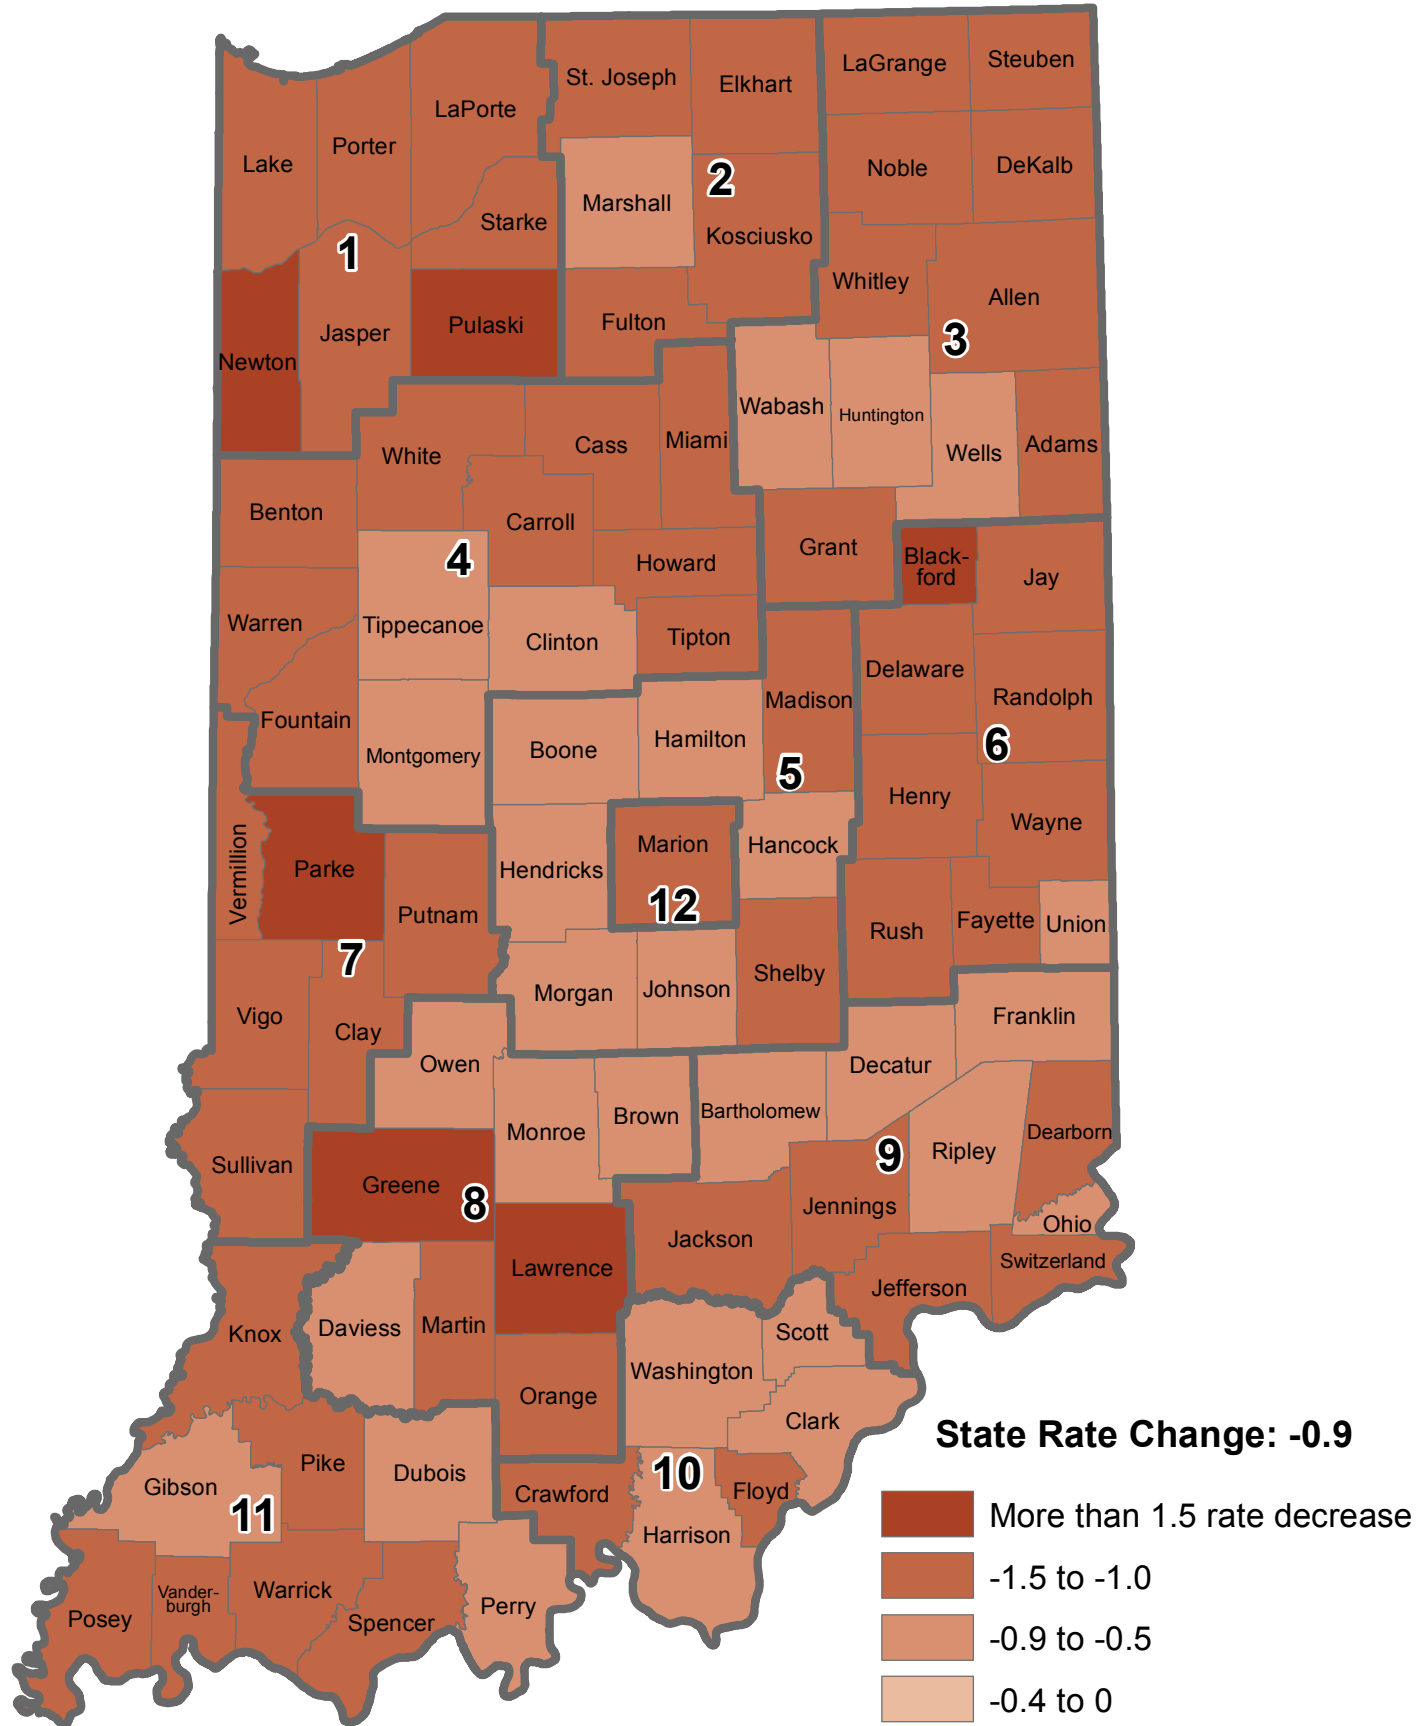 St. Joseph
Elkhart
LaGrange
Steuben
LaPorte
Lake
Porter
Noble
DeKalb
2
Marshall
Starke
Kosciusko
1
Whitley
Allen
Newton
Jasper
Pulaski
Fulton
3
Wabash
Huntington
White
Cass
Miami
Wells
Adams
Benton
Carroll
Grant
Black-
ford
Jay
4
Howard
Warren
Tippecanoe
Clinton
Tipton
Delaware
Madison
Randolph
Fountain
Montgomery
Boone
Hamilton
6
5
Henry
Wayne
Vermillion
Parke
Hendricks
Marion
Hancock
12
Putnam
Rush
Fayette
Union
7
Morgan
Johnson
Shelby
Vigo
Clay
Franklin
Owen
Decatur
Monroe
Brown
Bartholomew
Dearborn
Sullivan
9
Ripley
Greene
8
Jennings
Jackson
Ohio
Lawrence
Switzerland
Jefferson
Knox
Daviess
Martin
Scott
Washington
Orange
Clark
Gibson
Pike
Dubois
10
Crawford
Floyd
11
Harrison
Posey
Vander-
burgh
Warrick
Spencer
Perry
State Rate Change: -0.9
More than 1.5 rate decrease
-1.5 to -1.0
-0.9 to -0.5
-0.4 to 0